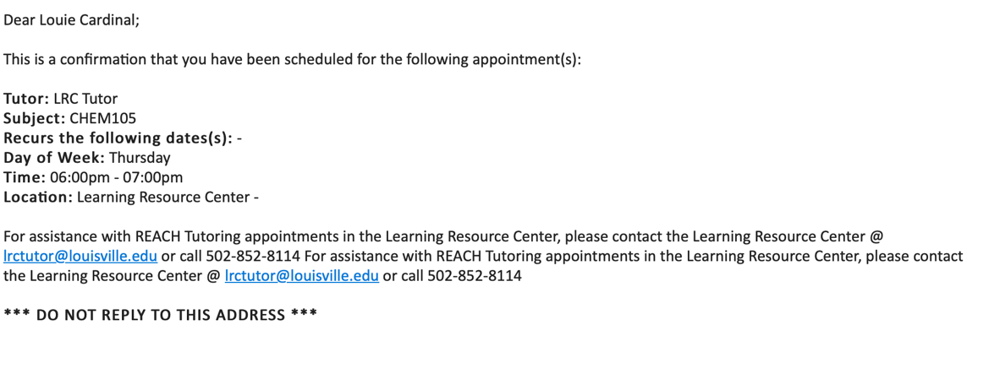 Dear Louie Cardinal;
This is a confirmation that you have been scheduled for the following appointment(s):
Tutor: LRC Tutor
Subject: CHEM105
Recurs the following dates(s): -
Day of Week: Thursday
Time: 06:00pm - 07:00pm
Location: Learning Resource Center -
For assistance with REACH Tutoring appointments in the Learning Resource Center, please contact the Learning Resource Center @
lrctutor@louisville.edu or call 502-852-8114 For assistance with REACH Tutoring appointments in the Learning Resource Center, please contact
the Learning Resource Center @ lrctutor@louisville.edu or call 502-852-8114
*** DO NOT REPLY TO THIS ADDRESS ***